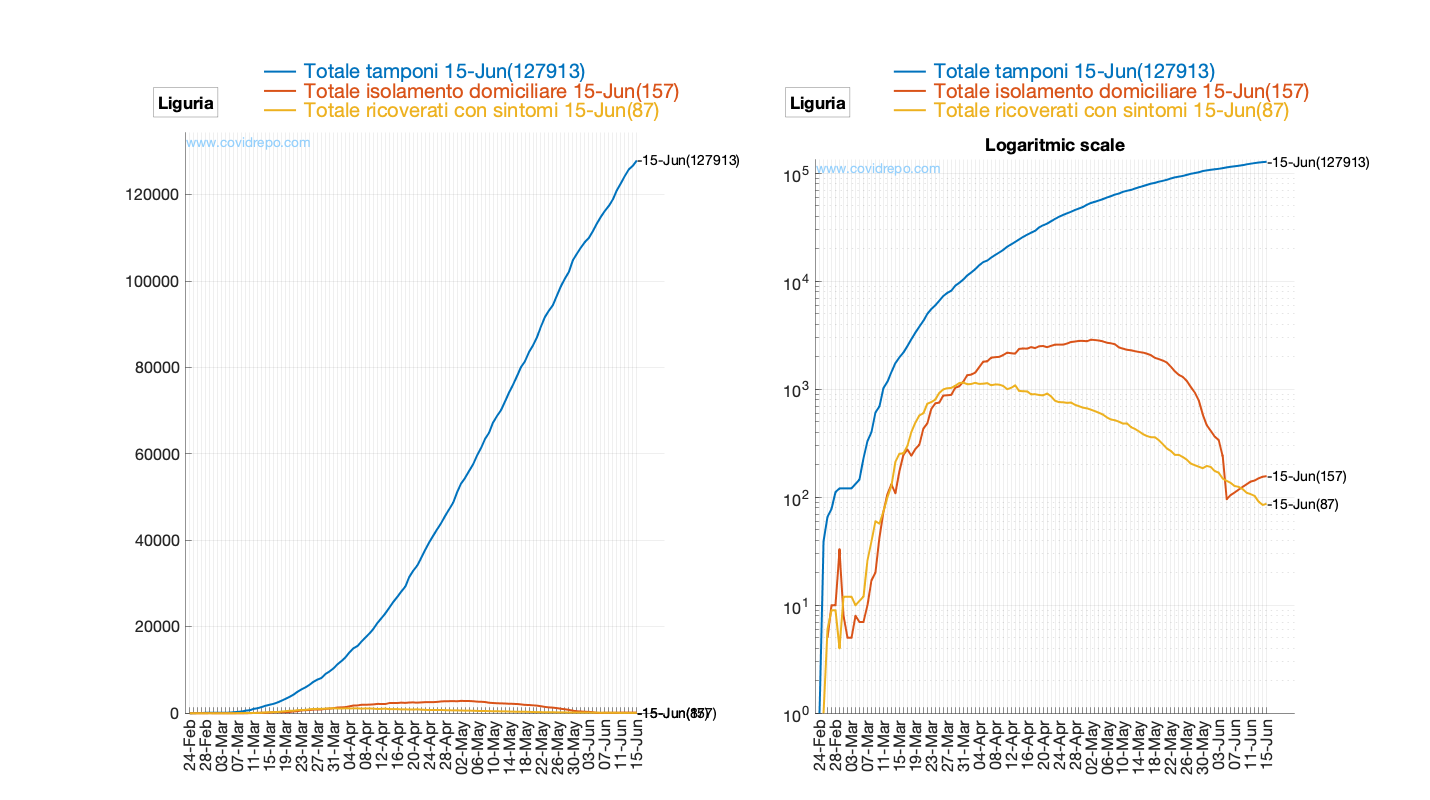 Totale tamponi 15-Jun(127913)
Totale isolamento domiciliare 15-Jun(157)
Totale ricoverati con sintomi 15-Jun(87)
Liguria
www.covidrepo.com
-15-Jun(127913)
120000
100000
80000
60000
40000
20000
0
24-Feb
28-Feb
03-Mar
07-Mar
11-Mar
15-Mar
19-Mar
23-Mar
27-Mar
31-Mar
04-Apr
08-Apr
12-Apr
16-Apr
20-Apr
24-Apr
28-Apr
02-May
06-May
10-May
14-May
18-May
22-May
26-May
30-May
03-Jun
07-Jun
11-Jun
15-Jun
Totale tamponi 15-Jun(127913)
Totale isolamento domiciliare 15-Jun(157)
Totale ricoverati con sintomi 15-Jun(87)
Liguria
Logaritmic scale
www.covidrepo.com
-15-Jun(127913)
-15-Jun(157)
-15-Jun(87)
10^5
10^4
10^3
10^2
10^1
10^0
24-Feb
28-Feb
03-Mar
07-Mar
11-Mar
15-Mar
19-Mar
23-Mar
27-Mar
31-Mar
04-Apr
08-Apr
12-Apr
16-Apr
20-Apr
24-Apr
28-Apr
02-May
06-May
10-May
14-May
18-May
22-May
26-May
30-May
03-Jun
07-Jun
11-Jun
15-Jun